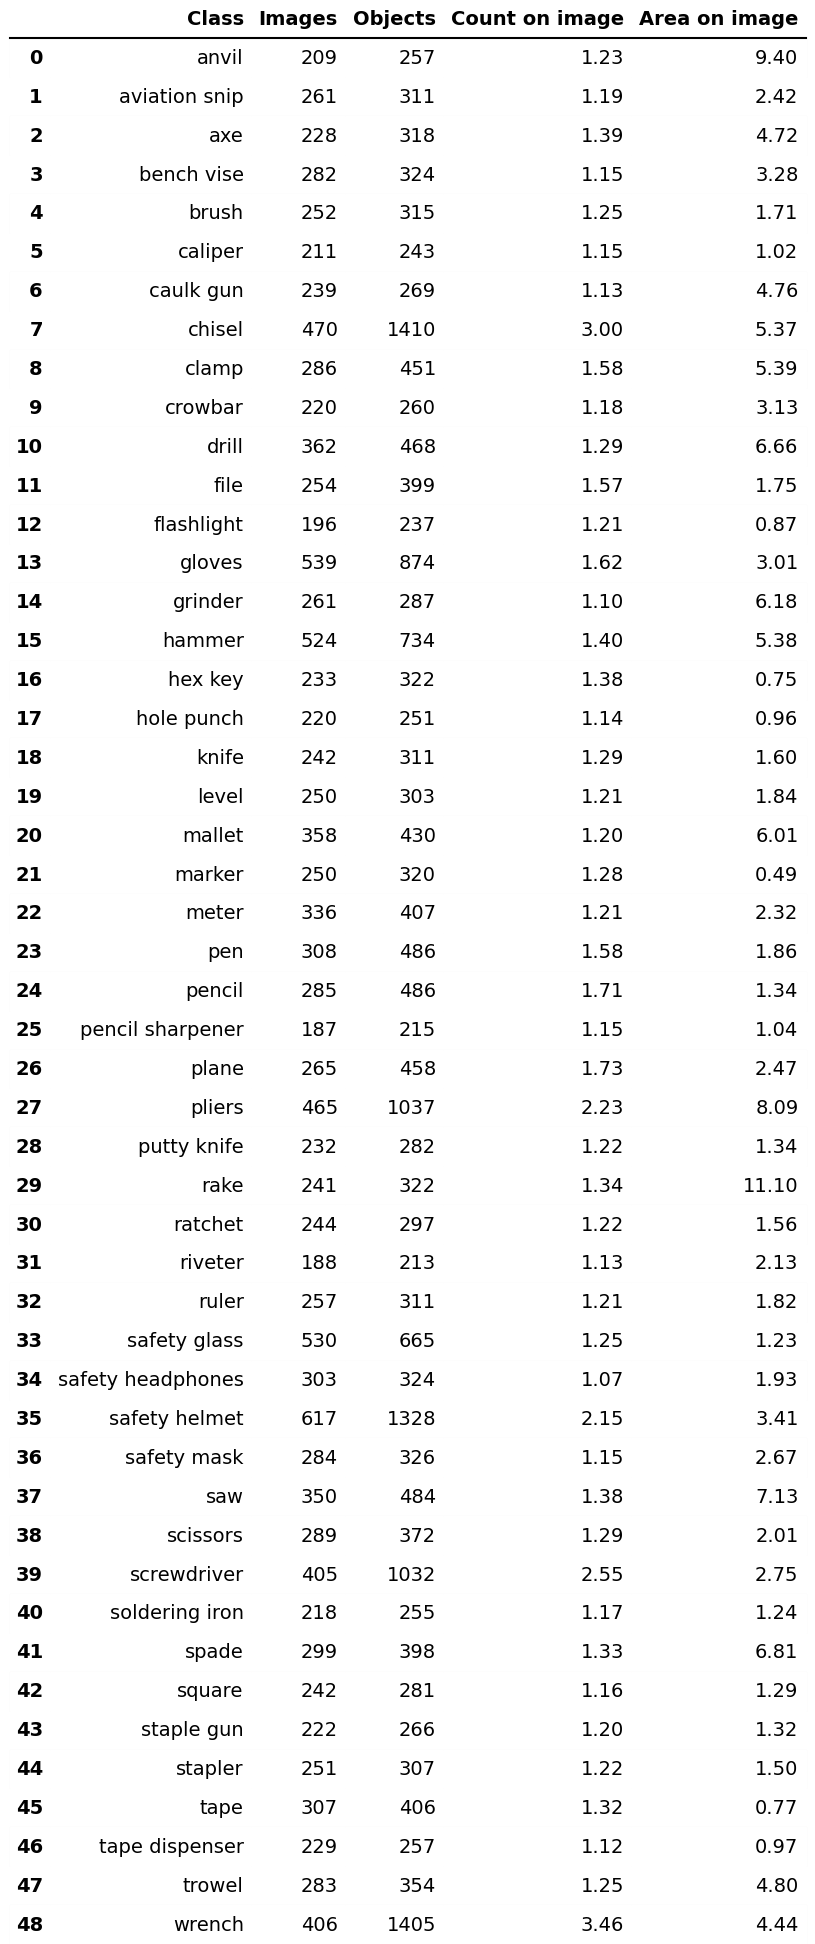 Class Images Objects Count on image Area on image
0 anvil 209 257 1.23 9.40
1 aviation snip 261 311 1.19 2.42
2 axe 228 318 1.39 4.72
3 bench vise 282 324 1.15 3.28
4 brush 252 315 1.25 1.71
5 caliper 211 243 1.15 1.02
6 caulk gun 239 269 1.13 4.76
7 chisel 470 1410 3.00 5.37
8 clamp 286 451 1.58 5.39
9 crowbar 220 260 1.18 3.13
10 drill 362 468 1.29 6.66
11 file 254 399 1.57 1.75
12 flashlight 196 237 1.21 0.87
13 gloves 539 874 1.62 3.01
14 grinder 261 287 1.10 6.18
15 hammer 524 734 1.40 5.38
16 hex key 233 322 1.38 0.75
17 hole punch 220 251 1.14 0.96
18 knife 242 311 1.29 1.60
19 level 250 303 1.21 1.84
20 mallet 358 430 1.20 6.01
21 marker 250 320 1.28 0.49
22 meter 336 407 1.21 2.32
23 pen 308 486 1.58 1.86
24 pencil 285 486 1.71 1.34
25 pencil sharpener 187 215 1.15 1.04
26 plane 265 458 1.73 2.47
27 pliers 465 1037 2.23 8.09
28 putty knife 232 282 1.22 1.34
29 rake 241 322 1.34 11.10
30 ratchet 244 297 1.22 1.56
31 riveter 188 213 1.13 2.13
32 ruler 257 311 1.21 1.82
33 safety glass 530 665 1.25 1.23
34 safety headphones 303 324 1.07 1.93
35 safety helmet 617 1328 2.15 3.41
36 safety mask 284 326 1.15 2.67
37 saw 350 484 1.38 7.13
38 scissors 289 372 1.29 2.01
39 screwdriver 405 1032 2.55 2.75
40 soldering iron 218 255 1.17 1.24
41 spade 299 398 1.33 6.81
42 square 242 281 1.16 1.29
43 staple gun 222 266 1.20 1.32
44 stapler 251 307 1.22 1.50
45 tape 307 406 1.32 0.77
46 tape dispenser 229 257 1.12 0.97
47 trowel 283 354 1.25 4.80
48 wrench 406 1405 3.46 4.44